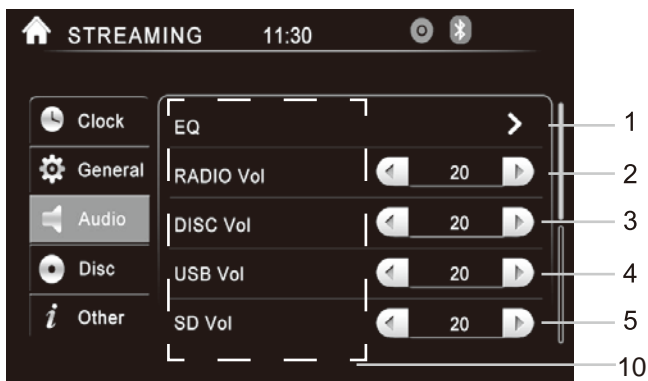 STREAMING 11:30
Clock
General
Audio
Disc
i Other
EQ 1
RADIO Vol 20 2
DISC Vol 20 3
USB Vol 20 4
SD Vol 20 5
10